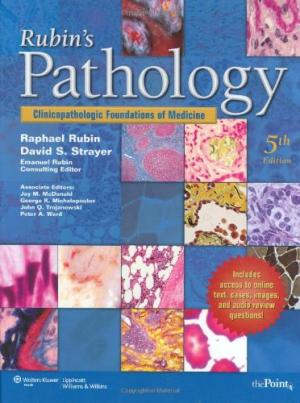 Rubin's
Pathology
Clinicopathologic Foundations of Medicine
Raphael Rubin
David S. Strayer
Emanuel Rubin
Consulting Editor
5th
Edition
Associate Editors:
Jay M. McDonald
George K. Michalopoulos
John Q. Trojanowski
Peter A. Ward
Includes
access to online
text, cases, images,
and audio review
questions!
Wolters Kluwer
Health
Lippincott
Williams & Wilkins
thePoint